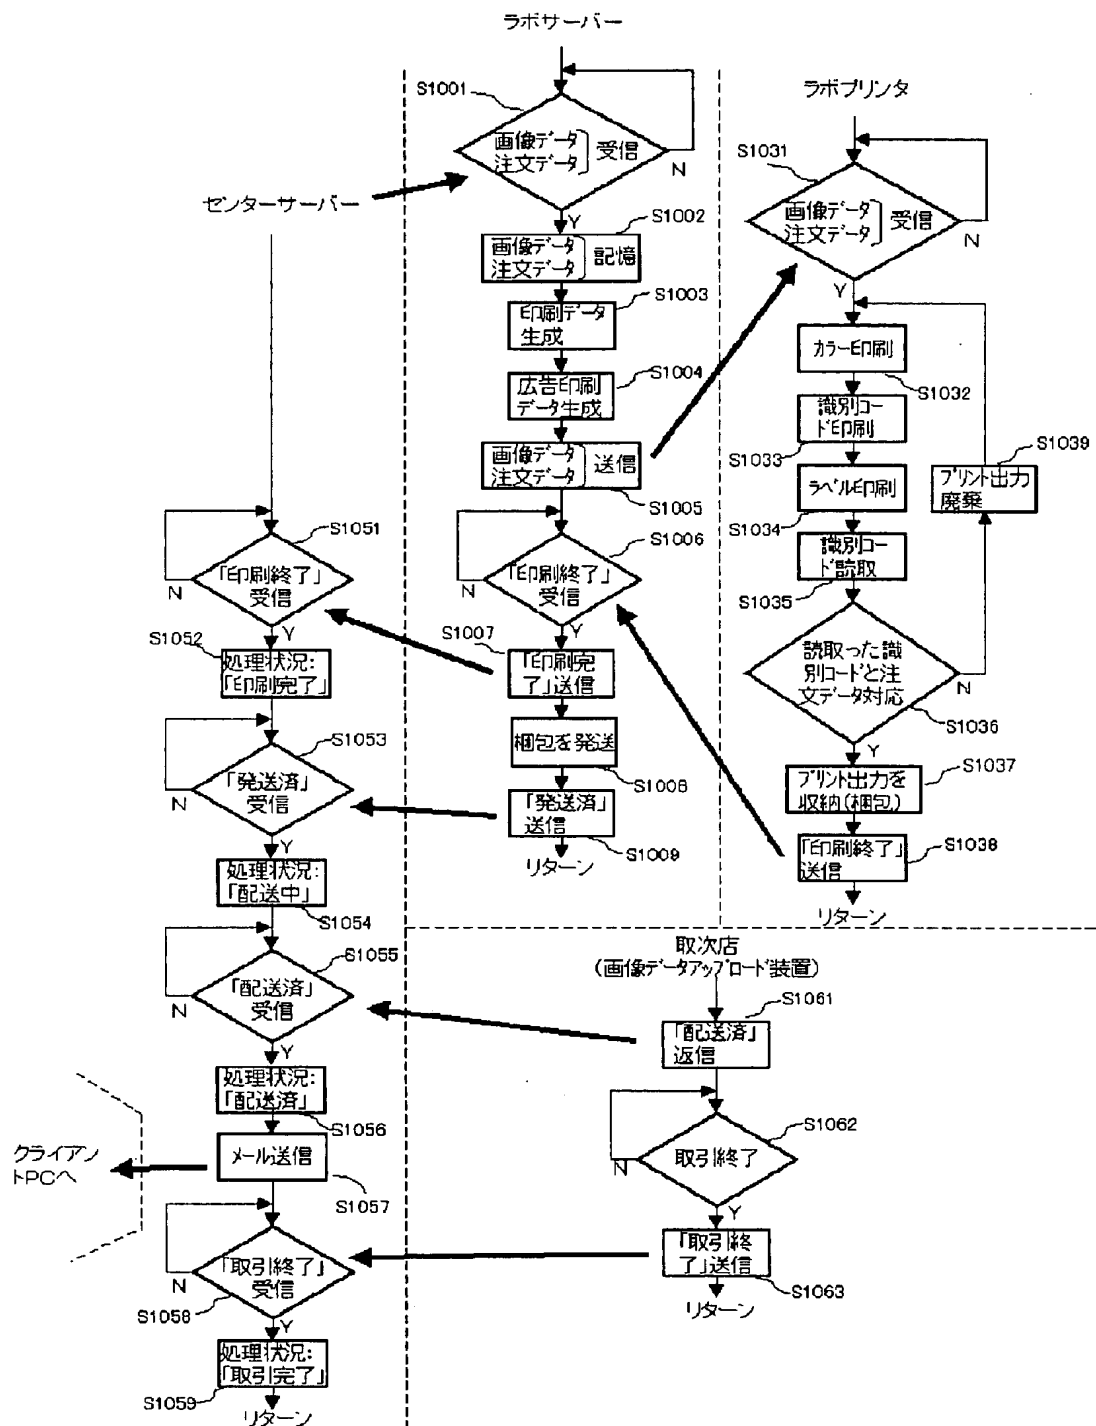 ラボサーバー
S1001
画像データ
注文データ
受信
N
Y
S1002
画像データ
注文データ
記憶
S1003
印刷データ
生成
S1004
広告印刷
データ生成
画像データ
注文データ
送信
S1005
S1006
「印刷終了」
受信
N
Y
S1007
「印刷完
了」送信
梱包を発送
S1008
「発送済」
送信
S1009
リターン
ラボプリンタ
S1031
画像データ
注文データ
受信
N
Y
カラー印刷
S1032
識別コー
ド印刷
S1033
ラベル印刷
S1034
識別コー
ド読取
S1035
読取った識
別コードと注
文データ対応
N
S1036
Y
S1039
プリント出力
廃棄
S1037
プリント出力を
収納(梱包)
S1038
「印刷終了」
送信
リターン
センターサーバー
S1051
「印刷終了」
受信
N
Y
S1052
処理状況:
「印刷完了」
S1053
「発送済」
受信
N
Y
処理状況:
「配送中」
S1054
S1055
「配送済」
受信
N
Y
処理状況:
「配送済」
S1056
メール送信
S1057
クライアン
トPCへ
「取引終了」
受信
N
S1058
Y
処理状況:
「取引完了」
S1059
リターン
取次店
(画像データアップロード装置)
S1061
「配送済」
返信
S1062
取引終了
N
Y
「取引終
了」送信
S1063
リターン